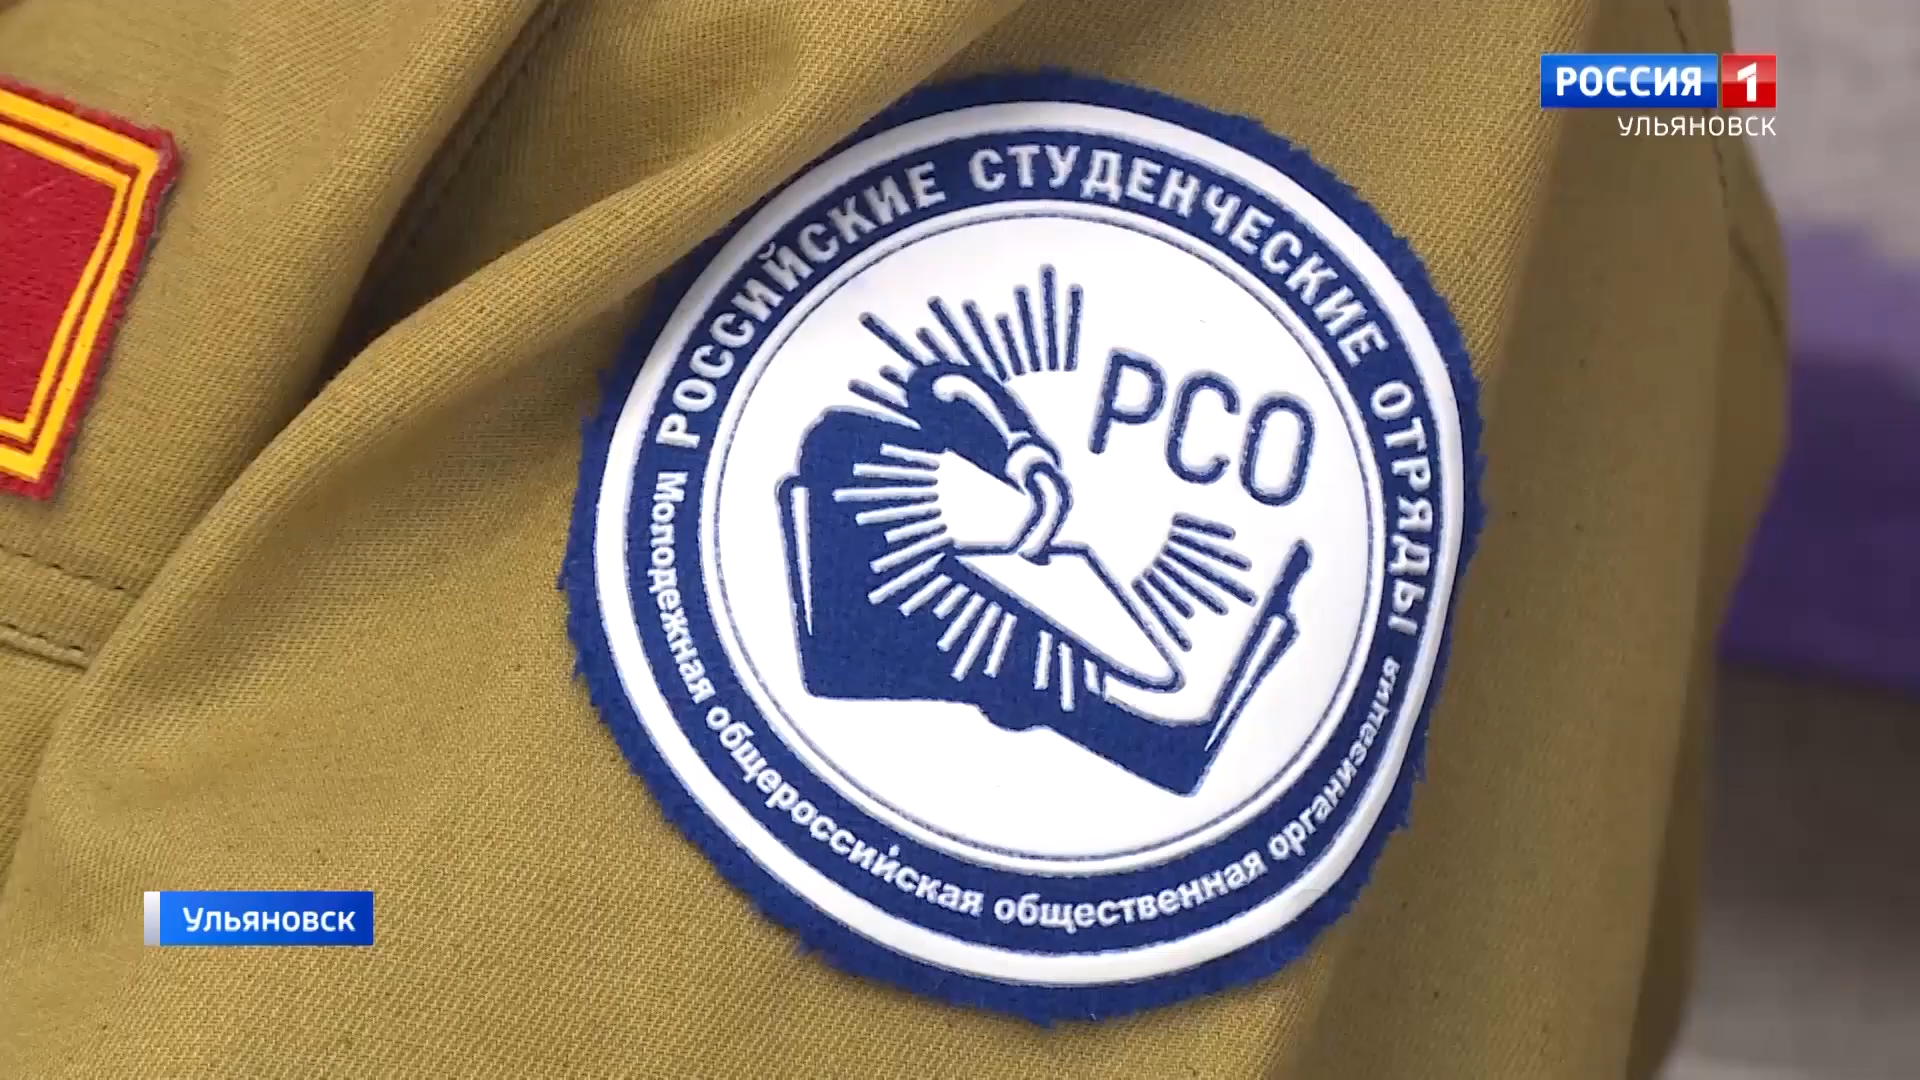 РОССИЯ 1
УЛЬЯНОВСК
РОССИЙСКИЕ СТУДЕНЧЕСКИЕ ОТРЯДЫ
РСО
Молодежная общероссийская общественная организация
Ульяновск